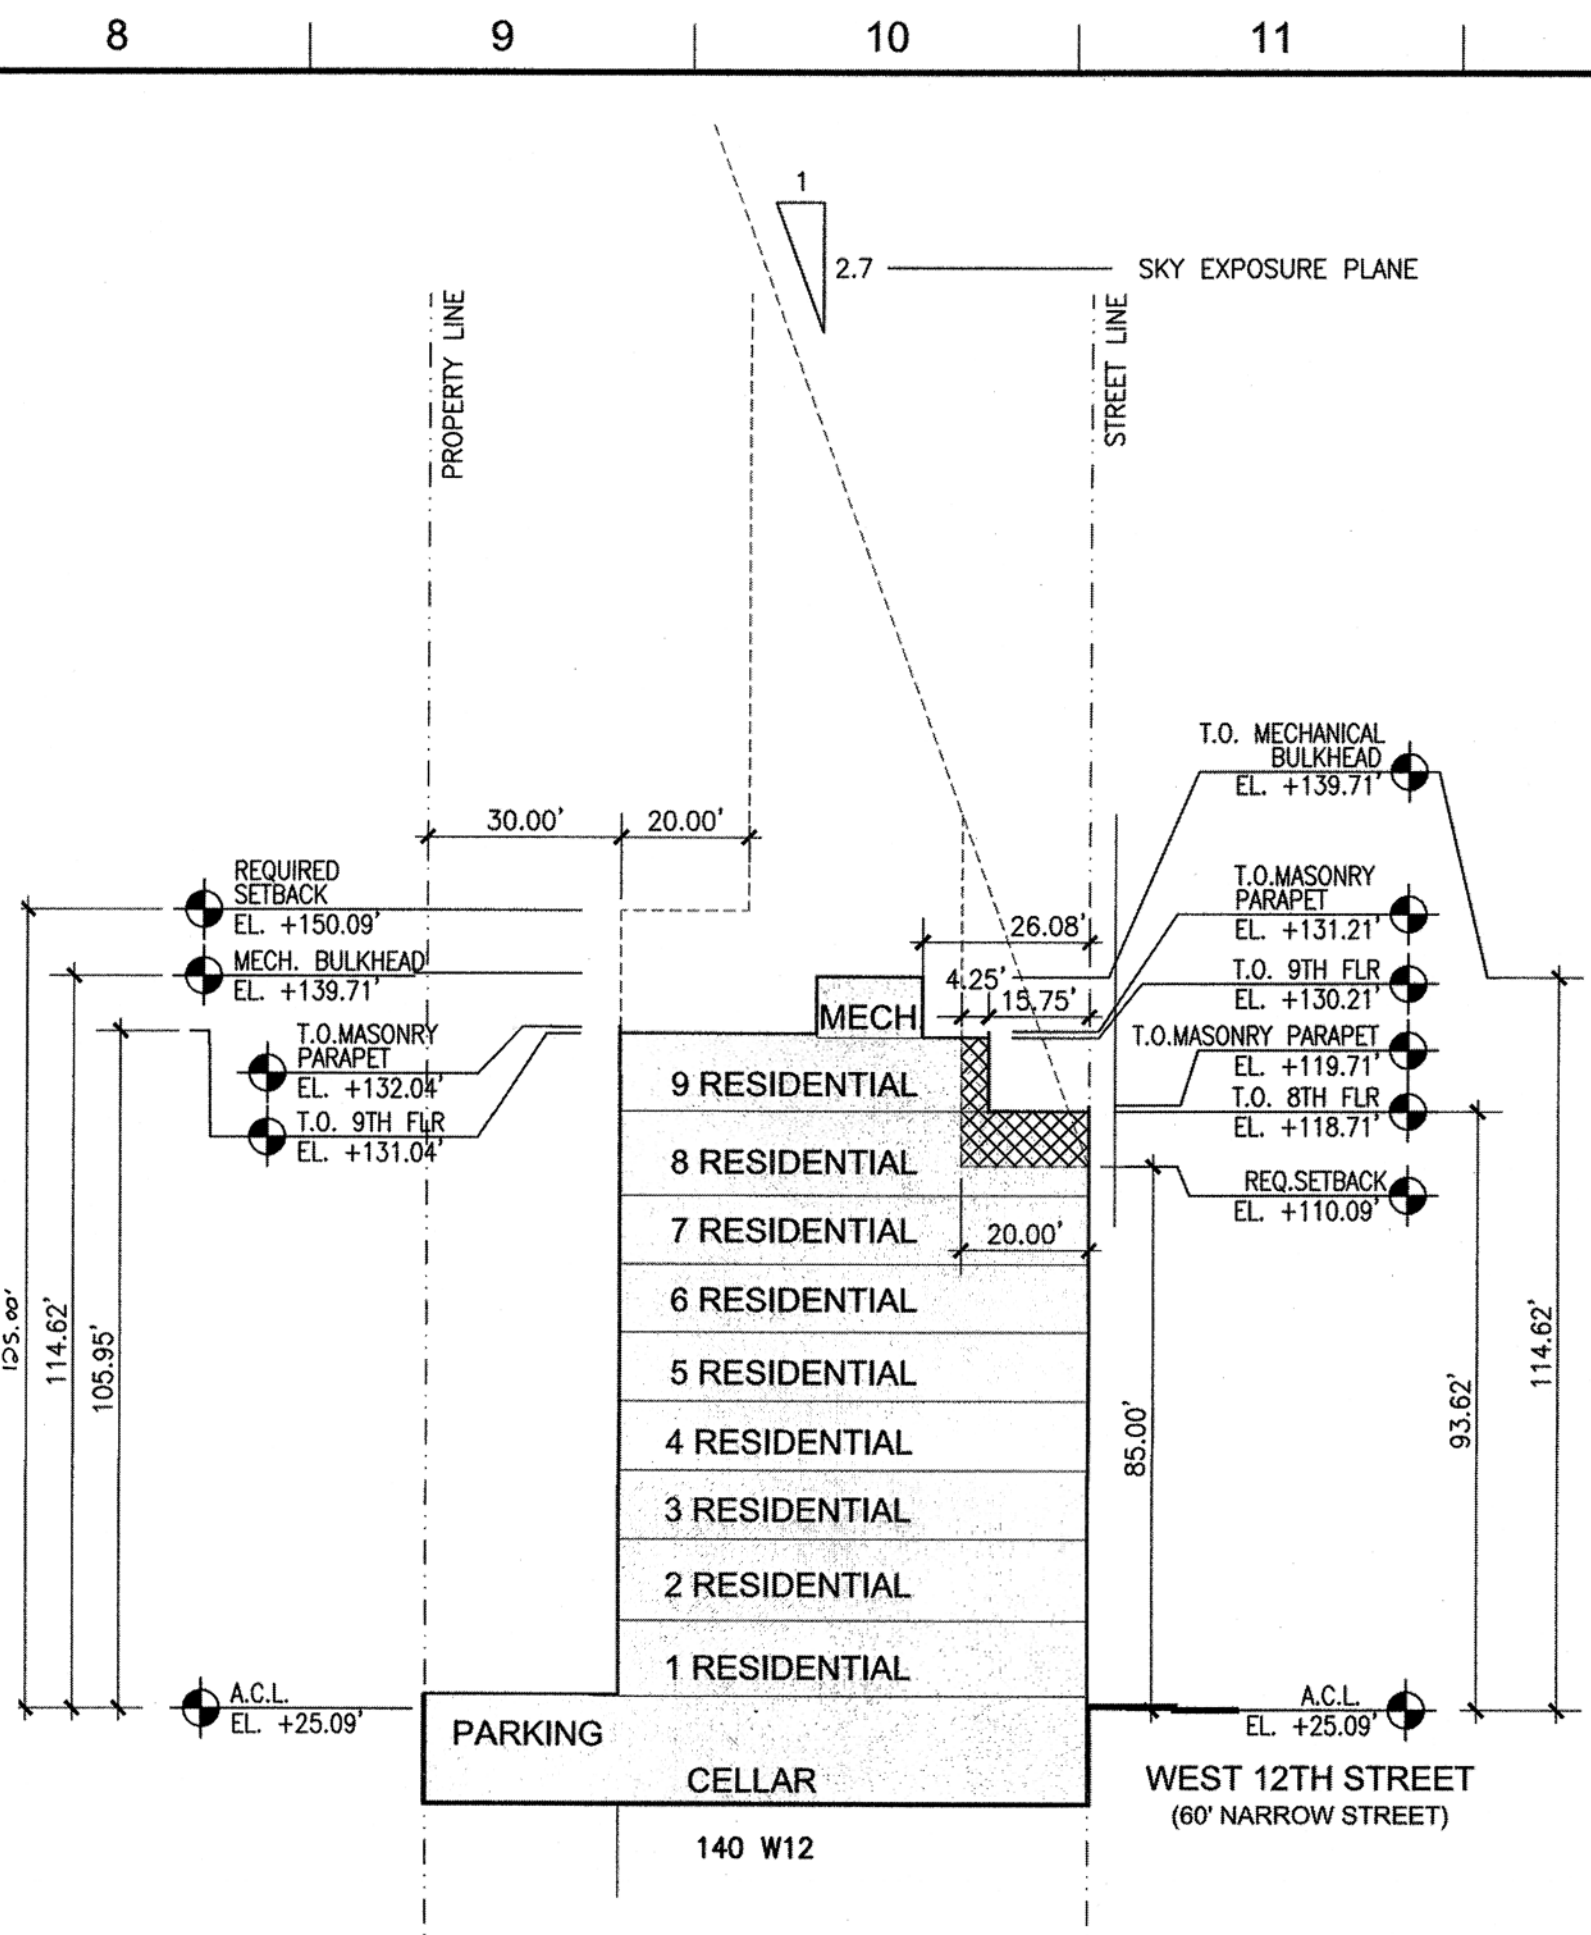 8 9 10 11
1
2.7
SKY EXPOSURE PLANE
PROPERTY LINE
STREET LINE
T.O. MECHANICAL
BULKHEAD
EL. +139.71'
30.00' 20.00'
REQUIRED
SETBACK
EL. +150.09'
T.O.MASONRY
PARAPET
EL. +131.21'
26.08'
MECH. BULKHEAD
EL. +139.71'
4.25'
15.75'
T.O. 9TH FLR
EL. +130.21'
MECH
T.O.MASONRY
PARAPET
EL. +132.04'
T.O.MASONRY PARAPET
EL. +119.71'
9 RESIDENTIAL
T.O. 9TH FLR
EL. +131.04'
T.O. 8TH FLR
EL. +118.71'
8 RESIDENTIAL
REQ.SETBACK
EL. +110.09'
7 RESIDENTIAL
20.00'
6 RESIDENTIAL
125.00'
114.62'
105.95'
5 RESIDENTIAL
85.00'
93.62'
114.62'
4 RESIDENTIAL
3 RESIDENTIAL
2 RESIDENTIAL
1 RESIDENTIAL
A.C.L.
EL. +25.09'
A.C.L.
EL. +25.09'
PARKING
CELLAR
WEST 12TH STREET
(60' NARROW STREET)
140 W12